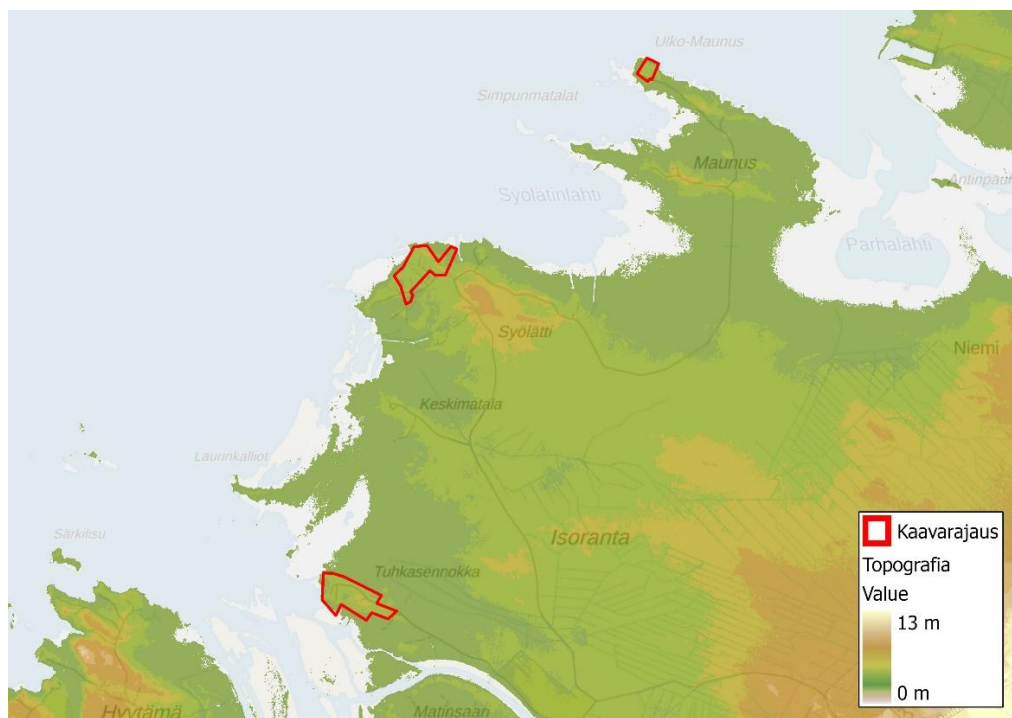 Ulko-Maunus
Simpunmatalat
Maunus
Antinpauh
Syölätinlahti
Parhalahti
Syölätti
Niemi
Keskimatala
Laurinkalliot
Isoranta
Särkilisu
Tuhkasennokka
Hyytämä
Matinsaari
Kaavarajaus
Topografia
Value
13 m
0 m